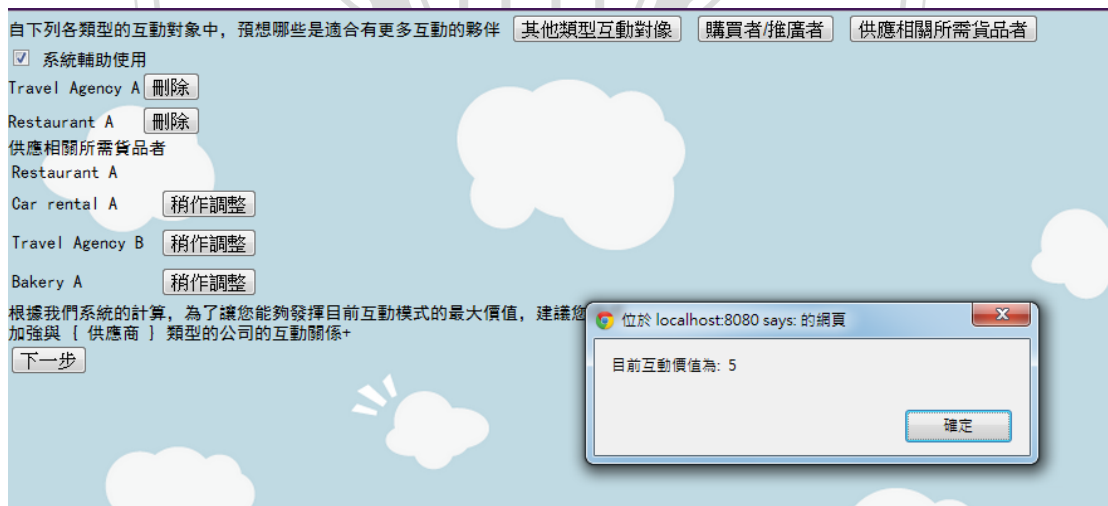 自下列各類型的互動對象中, 預想哪些是適合有更多互動的夥伴 其他類型互動對像 購買者/推廣者 供應相關所需貨品者
系統輔助使用
Travel Agency A 刪除
Restaurant A 刪除
供應相關所需貨品者
Restaurant A
Car rental A 稍作調整
Travel Agency B 稍作調整
Bakery A 稍作調整
根據我們系統的計算, 為了讓您能夠發揮目前互動模式的最大價值, 建議您
加強與 { 供應商 } 類型的公司的互動關係+
下一步
位於 localhost:8080 says: 的網頁
目前互動價值為: 5
確定